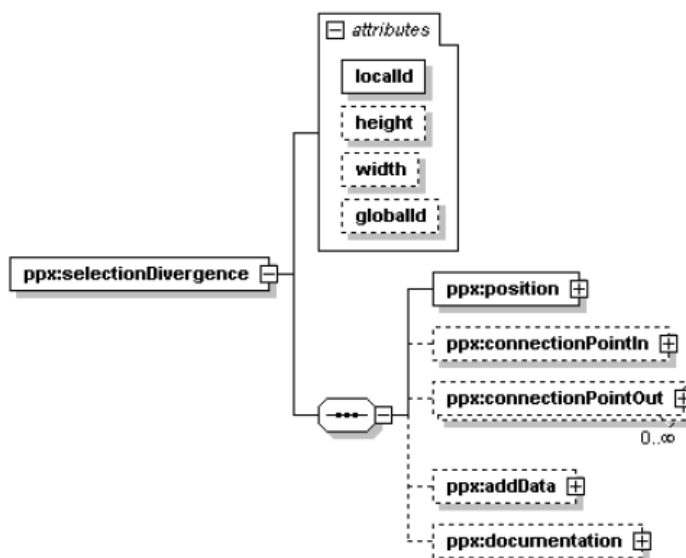 attributes
localId
height
width
globalId
ppx:selectionDivergence
ppx:position
ppx:connectionPointIn
ppx:connectionPointOut
0..∞
ppx:addData
ppx:documentation